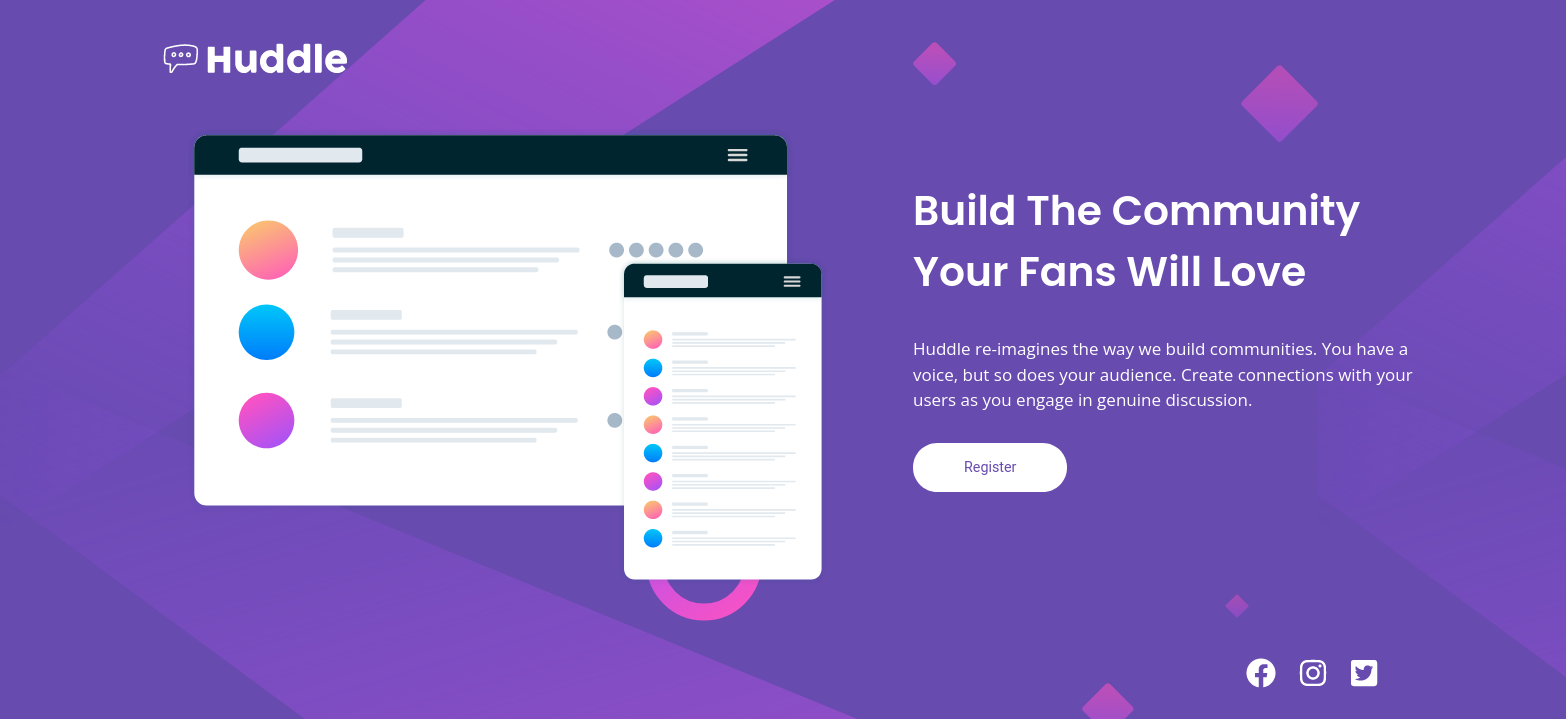 Huddle
Build The Community
Your Fans Will Love
Huddle re-imagines the way we build communities. You have a
voice, but so does your audience. Create connections with your
users as you engage in genuine discussion.
Register